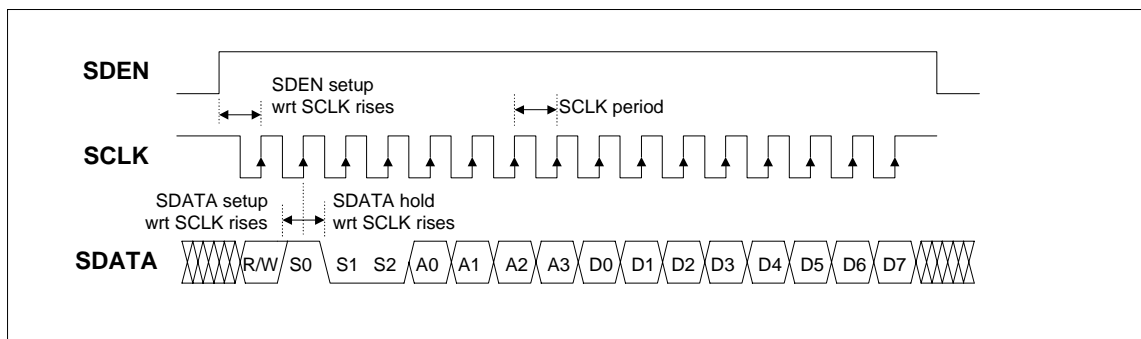 SDEN
SDEN setup
wrt SCLK rises
SCLK period
SCLK
SDATA setup
wrt SCLK rises
SDATA hold
wrt SCLK rises
SDATA
R/W S0 S1 S2 A0 A1 A2 A3 D0 D1 D2 D3 D4 D5 D6 D7